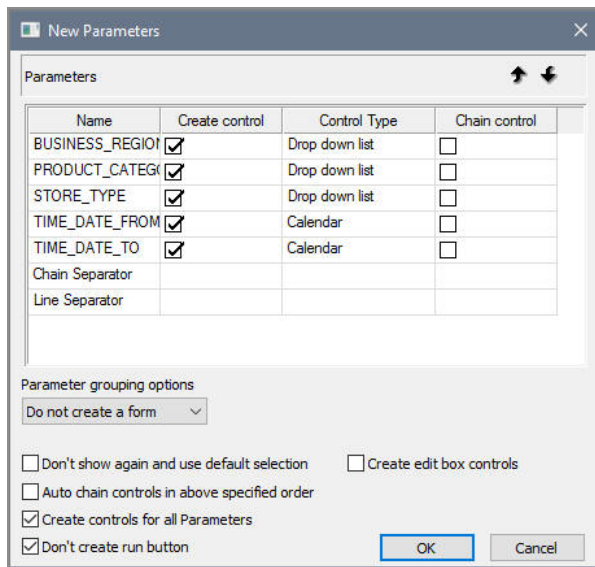 New Parameters
Parameters
Name Create control Control Type Chain control
BUSINESS_REGION Drop down list
PRODUCT_CATEG Drop down list
STORE_TYPE Drop down list
TIME_DATE_FROM Calendar
TIME_DATE_TO Calendar
Chain Separator
Line Separator
Parameter grouping options
Do not create a form
Don't show again and use default selection Create edit box controls
Auto chain controls in above specified order
Create controls for all Parameters
Don't create run button OK Cancel